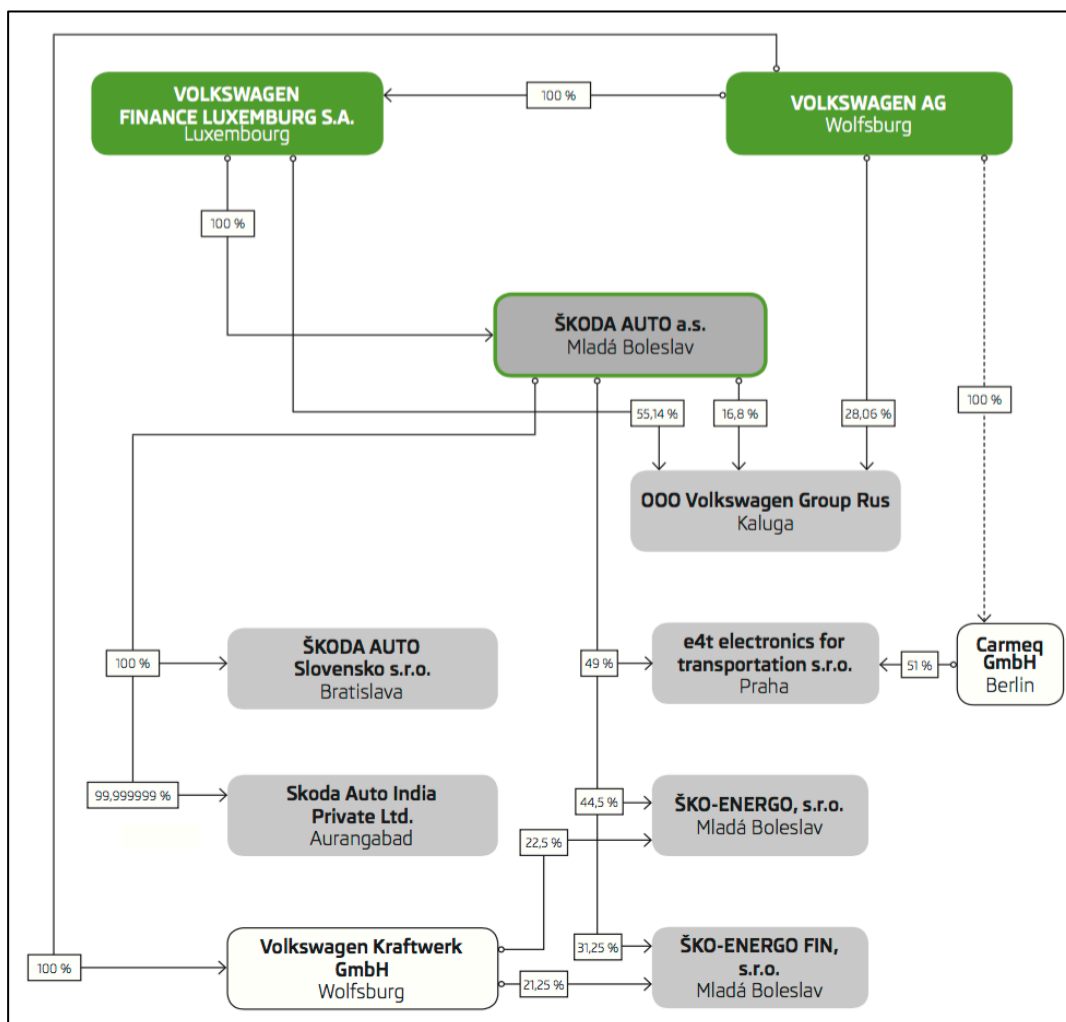 VOLKSWAGEN
FINANCE LUXEMBURG S.A.
Luxembourg
100 %
VOLKSWAGEN AG
Wolfsburg
100 %
ŠKODA AUTO a.s.
Mladá Boleslav
55,14 %
16,8 %
28,06 %
100 %
OOO Volkswagen Group Rus
Kaluga
100 %
ŠKODA AUTO
Slovensko s.r.o.
Bratislava
49 %
e4t electronics for
transportation s.r.o.
Praha
51 %
Carmeq
GmbH
Berlin
99,999999 %
Skoda Auto India
Private Ltd.
Aurangabad
44,5 %
ŠKO-ENERGO, s.r.o.
Mladá Boleslav
22,5 %
100 %
Volkswagen Kraftwerk
GmbH
Wolfsburg
31,25 %
21,25 %
ŠKO-ENERGO FIN,
s.r.o.
Mladá Boleslav